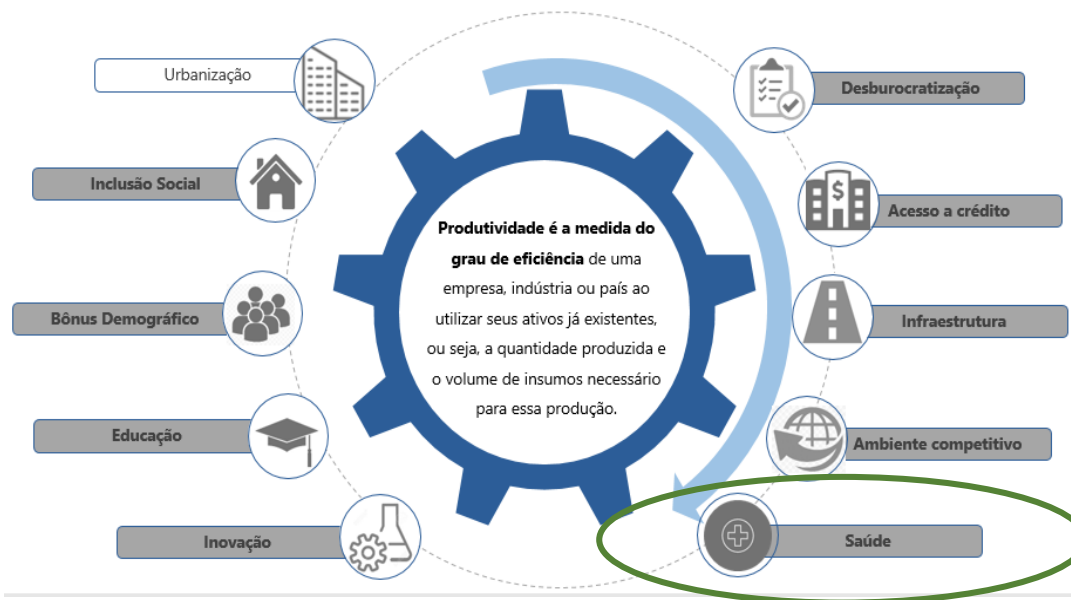 Urbanização
Inclusão Social
Bônus Demográfico
Educação
Inovação
Produtividade é a medida do
grau de eficiência de uma
empresa, indústria ou país ao
utilizar seus ativos já existentes,
ou seja, a quantidade produzida e
o volume de insumos necessário
para essa produção.
Desburocratização
$
Acesso a crédito
Infraestrutura
Ambiente competitivo
Saúde